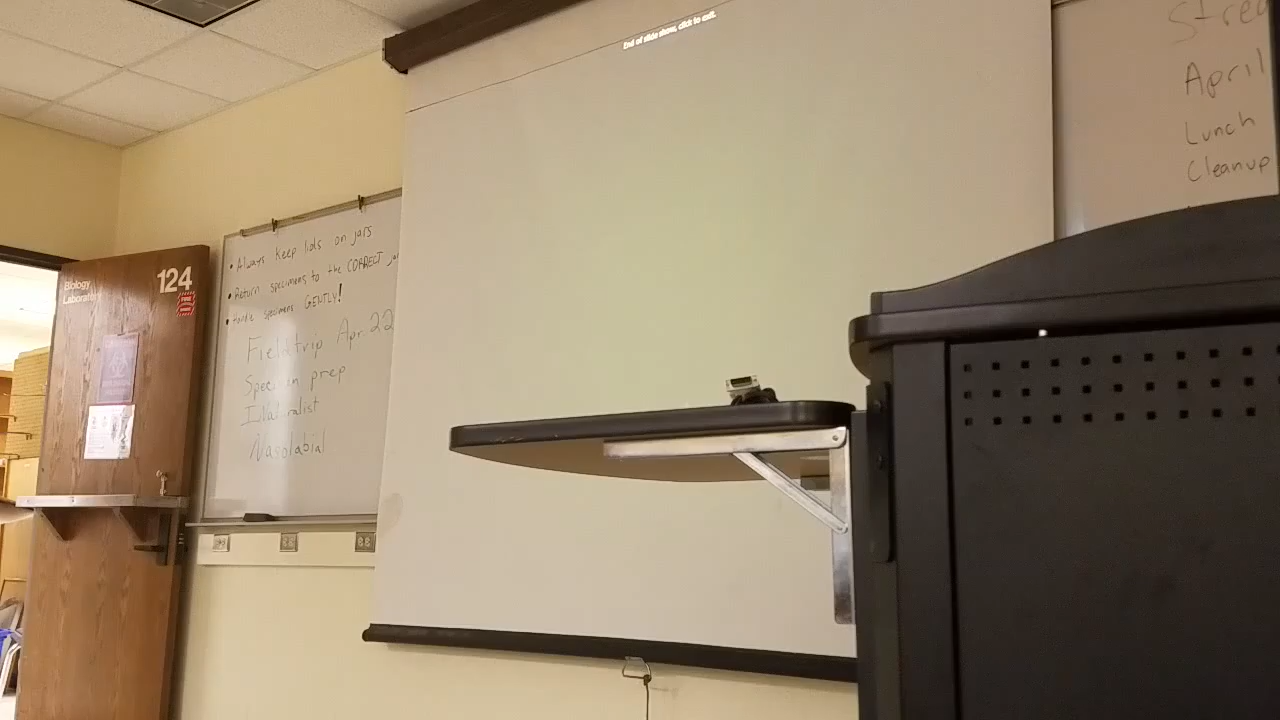 End of slide show, click to exit.
April
Lunch
Cleanup
Biology
Laboratory
124
• Always keep lids on jars
• Return specimens to the CORRECT
• Handle specimens GENTLY!
Fieldtrip Apr 22
Specimen prep
INaturalist
Nasolabial